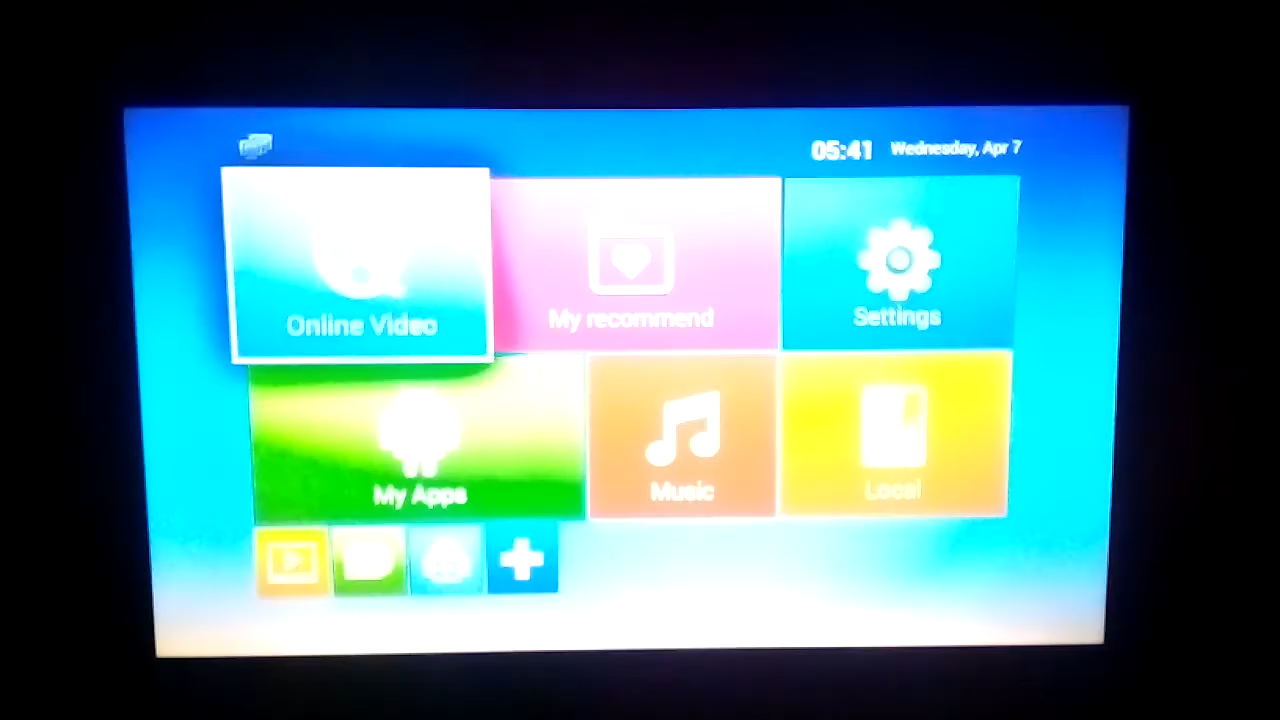 05:41 Wednesday, Apr 7
Online Video
My recommend
Settings
My Apps
Music
Local